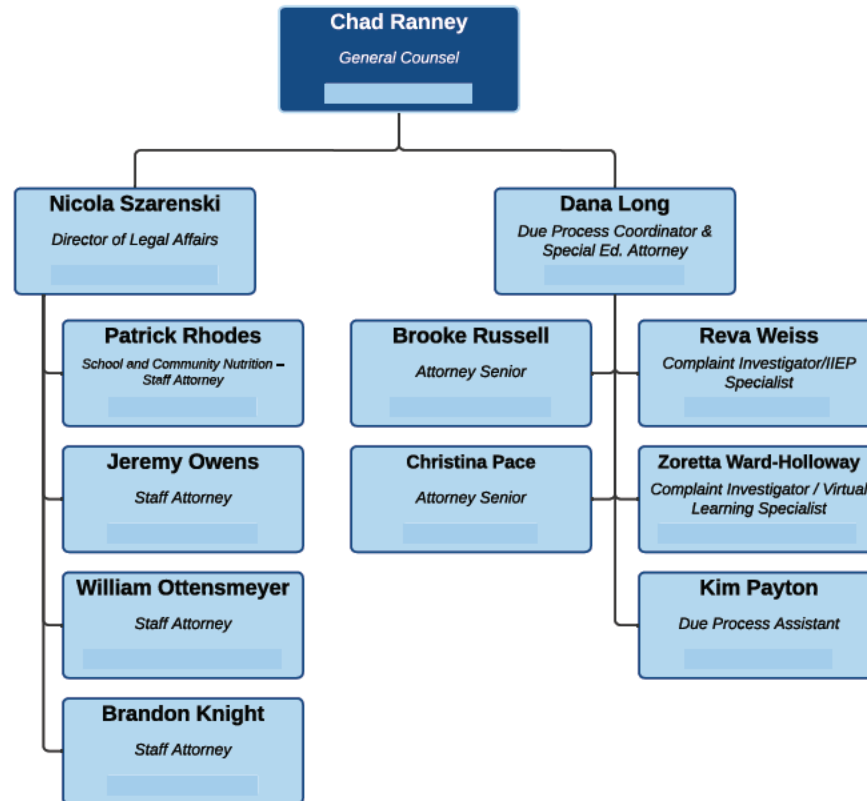 Chad Ranney
General Counsel
Nicola Szarenski
Director of Legal Affairs
Dana Long
Due Process Coordinator &
Special Ed. Attorney
Patrick Rhodes
School and Community Nutrition –
Staff Attorney
Brooke Russell
Attorney Senior
Reva Weiss
Complaint Investigator/IIEP
Specialist
Jeremy Owens
Staff Attorney
Christina Pace
Attorney Senior
Zoretta Ward-Holloway
Complaint Investigator / Virtual
Learning Specialist
William Ottensmeyer
Staff Attorney
Kim Payton
Due Process Assistant
Brandon Knight
Staff Attorney